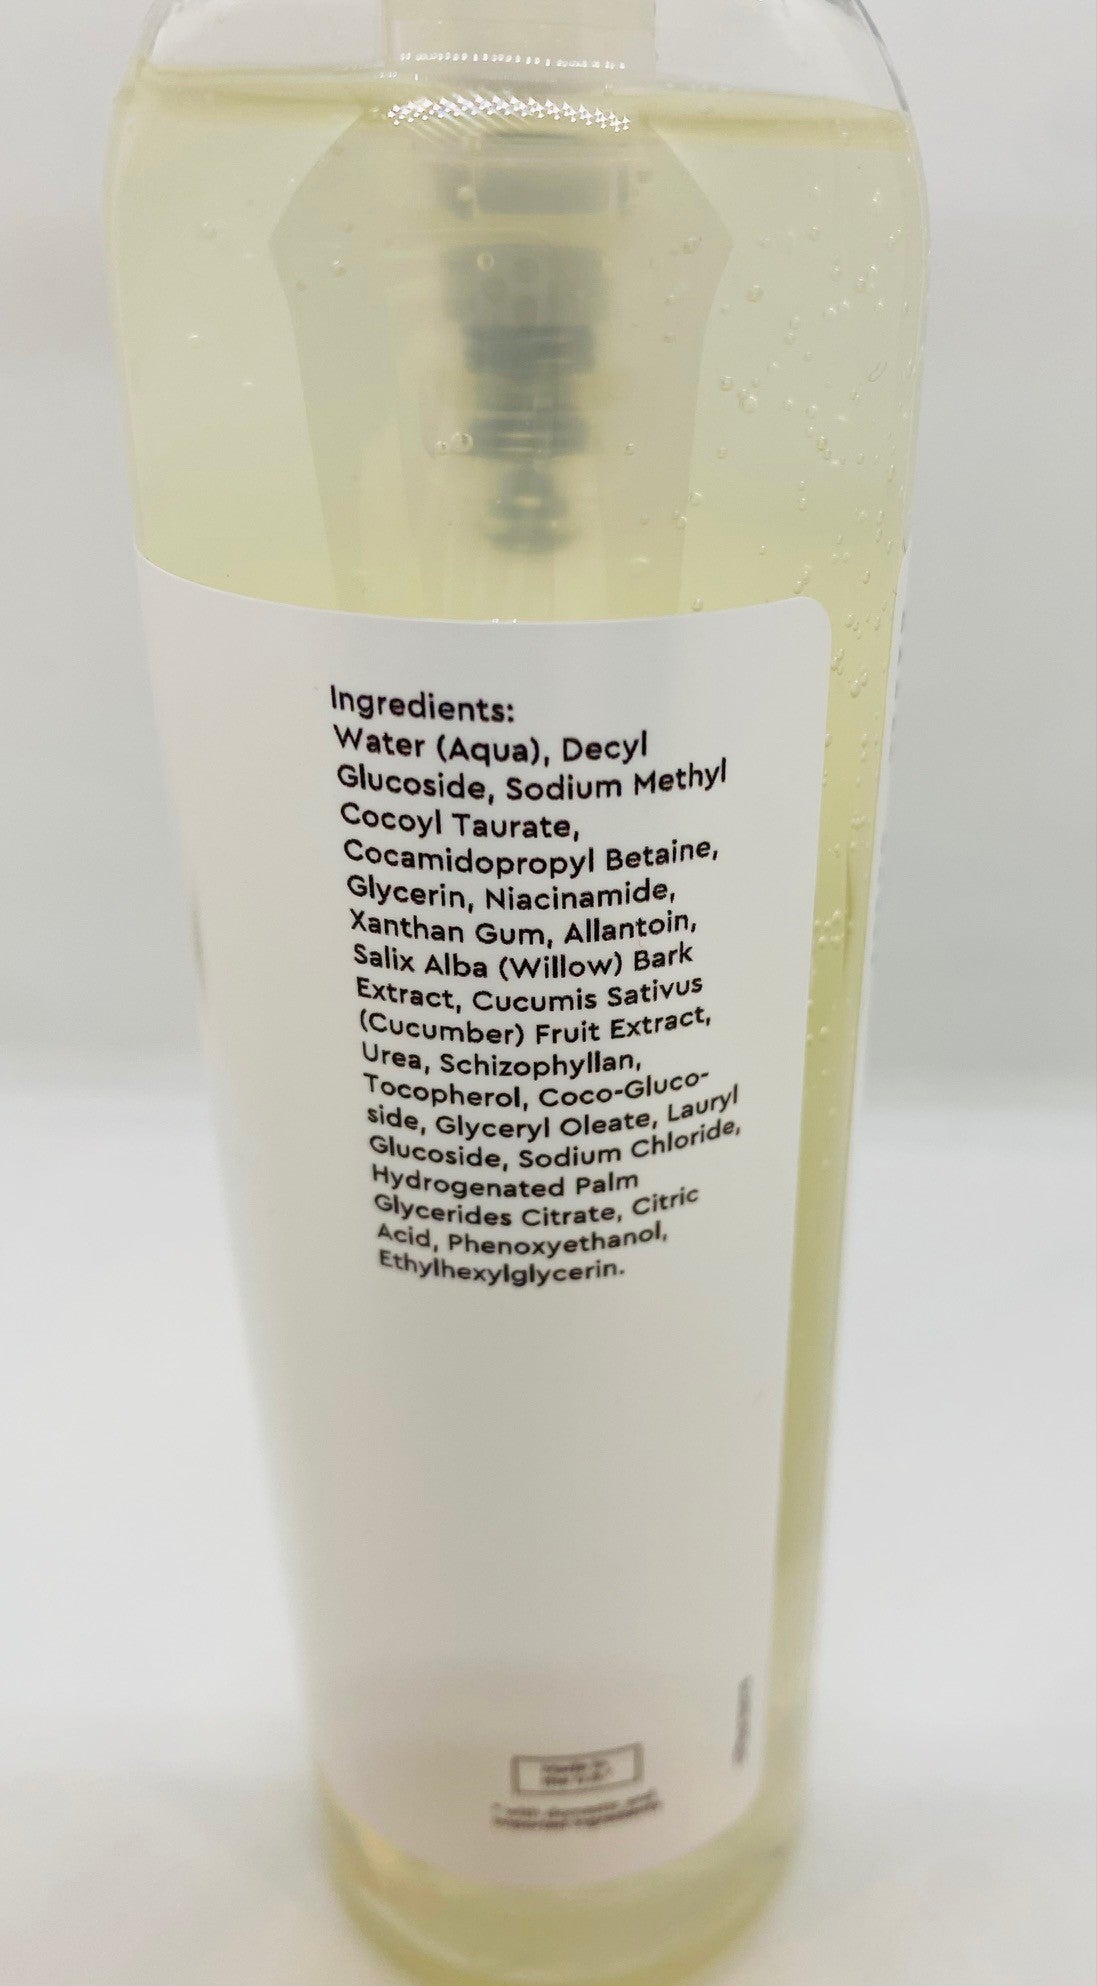 Ingredients:
Water (Aqua), Decyl
Glucoside, Sodium Methyl
Cocoyl Taurate,
Cocamidopropyl Betaine,
Glycerin, Niacinamide,
Xanthan Gum, Allantoin,
Salix Alba (Willow) Bark
Extract, Cucumis Sativus
(Cucumber) Fruit Extract,
Urea, Schizophyllan,
Tocopherol, Coco-Gluco-
side, Glyceryl Oleate, Lauryl
Glucoside, Sodium Chloride,
Hydrogenated Palm
Glycerides Citrate, Citric
Acid, Phenoxyethanol,
Ethylhexylglycerin.